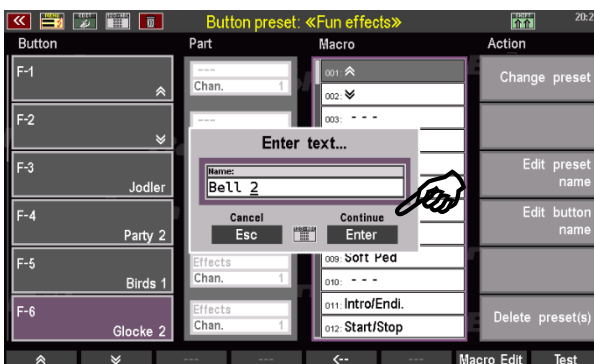 Button preset: «Fun effects»
20:2
Button
Part
Macro
Action
F-1
---
Chan. 1
001:
Change preset
002:
F-2
---
003: - - -
Enter text...
Name:
Bell 2
Cancel
Continue
Esc
Enter
F-3
Jodler
Edit preset
name
F-4
Party 2
Edit button
name
F-5
Birds 1
Effects
Chan. 1
009: Soft Ped
010: - - -
F-6
Glocke 2
Effects
Chan. 1
011: Intro/Endi.
012: Start/Stop
Delete preset(s)
---
---
<--
---
Macro Edit
Test